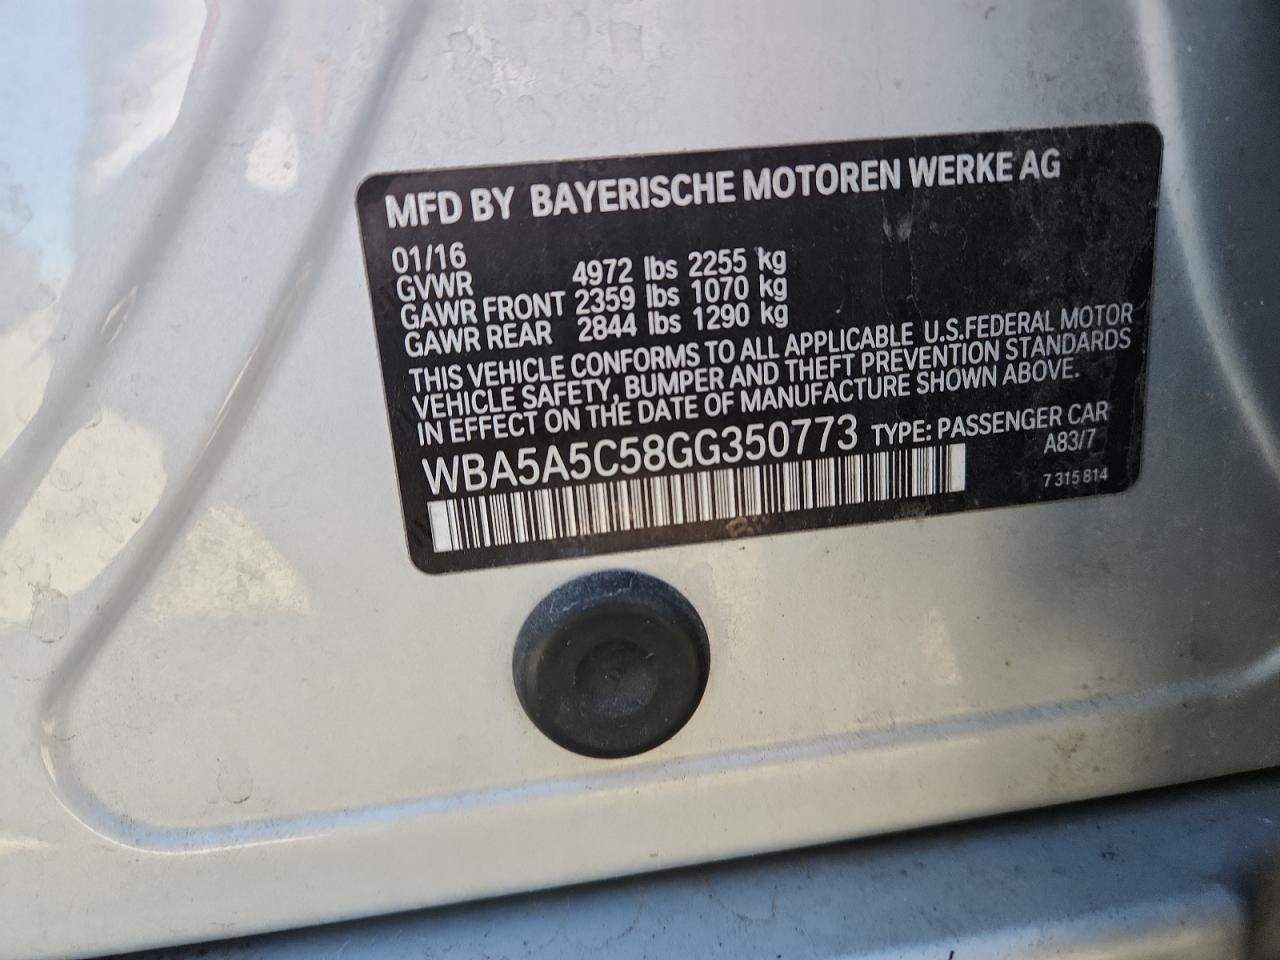 MFD BY BAYERISCHE MOTOREN WERKE AG
01/16
GVWR 4972 lbs 2255 kg
GAWR FRONT 2359 lbs 1070 kg
GAWR REAR 2844 lbs 1290 kg
THIS VEHICLE CONFORMS TO ALL APPLICABLE U.S.FEDERAL MOTOR
VEHICLE SAFETY, BUMPER AND THEFT PREVENTION STANDARDS
IN EFFECT ON THE DATE OF MANUFACTURE SHOWN ABOVE.
WBA5A5C58GG350773 TYPE: PASSENGER CAR
A83/7
7 315 814